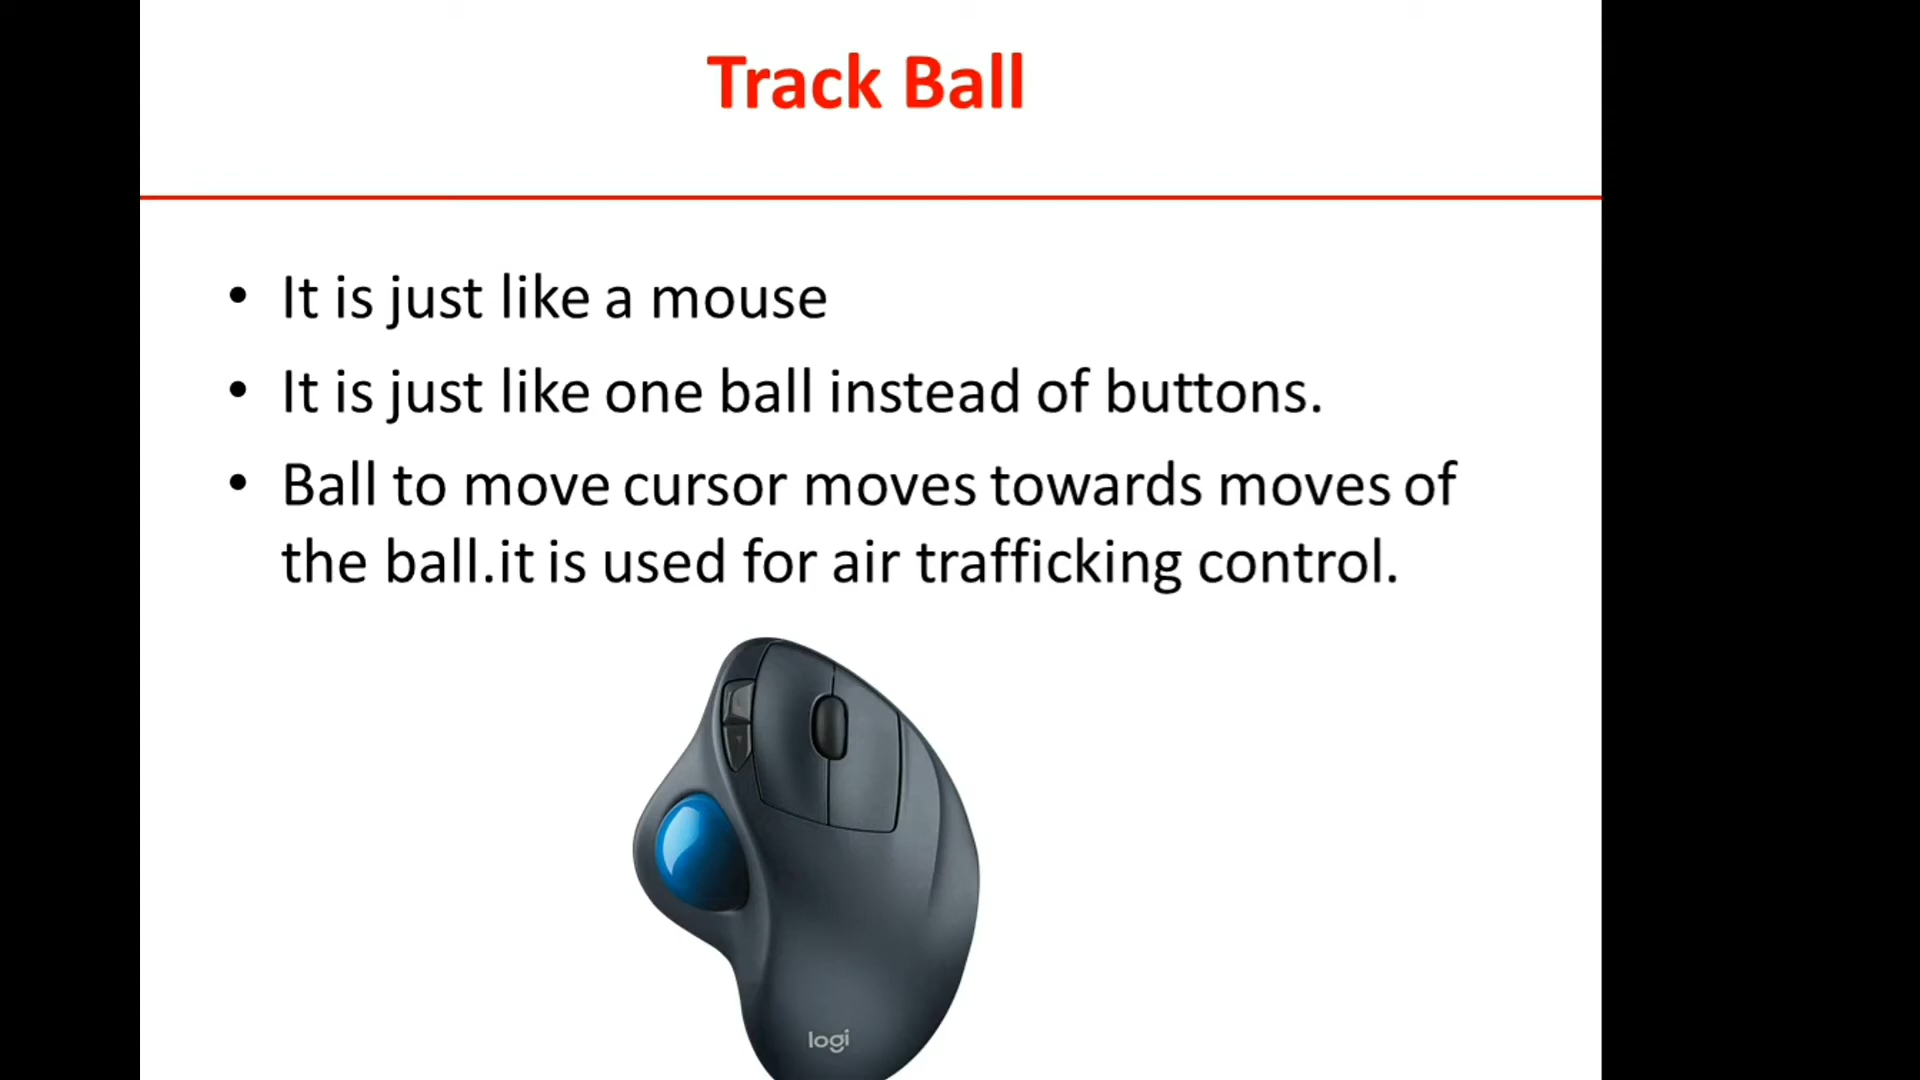 Track Ball
• It is just like a mouse
• It is just like one ball instead of buttons.
• Ball to move cursor moves towards moves of
the ball.it is used for air trafficking control.
logi